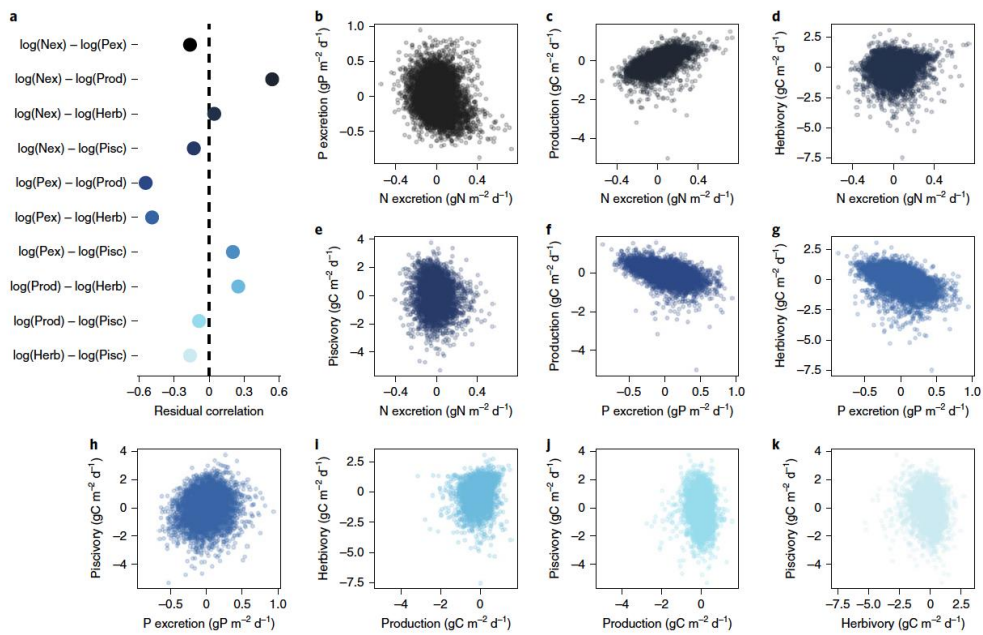 a
log(Nex) – log(Pex)
log(Nex) – log(Prod)
log(Nex) – log(Herb)
log(Nex) – log(Pisc)
log(Pex) – log(Prod)
log(Pex) – log(Herb)
log(Pex) – log(Pisc)
log(Prod) – log(Herb)
log(Prod) – log(Pisc)
log(Herb) – log(Pisc)
–0.6 –0.3 0 0.3 0.6
Residual correlation
b
P excretion (gP m⁻² d⁻¹)
1.0
0.5
0
–0.5
–0.4 0 0.4
N excretion (gN m⁻² d⁻¹)
c
Production (gC m⁻² d⁻¹)
0
–2
–4
–0.4 0 0.4
N excretion (gN m⁻² d⁻¹)
d
Herbivory (gC m⁻² d⁻¹)
2.5
0
–2.5
–5.0
–7.5
–0.4 0 0.4
N excretion (gN m⁻² d⁻¹)
e
Piscivory (gC m⁻² d⁻¹)
4
2
0
–2
–4
–0.4 0 0.4
N excretion (gN m⁻² d⁻¹)
f
Production (gC m⁻² d⁻¹)
0
–2
–4
–0.5 0 0.5 1.0
P excretion (gP m⁻² d⁻¹)
g
Herbivory (gC m⁻² d⁻¹)
2.5
0
–2.5
–5.0
–7.5
–0.5 0 0.5 1.0
P excretion (gP m⁻² d⁻¹)
h
Piscivory (gC m⁻² d⁻¹)
4
2
0
–2
–4
–0.5 0 0.5 1.0
P excretion (gP m⁻² d⁻¹)
i
Herbivory (gC m⁻² d⁻¹)
2.5
0
–2.5
–5.0
–7.5
–4 –2 0
Production (gC m⁻² d⁻¹)
j
Piscivory (gC m⁻² d⁻¹)
4
2
0
–2
–4
–4 –2 0
Production (gC m⁻² d⁻¹)
k
Piscivory (gC m⁻² d⁻¹)
4
2
0
–2
–4
–7.5 –5.0 –2.5 0 2.5
Herbivory (gC m⁻² d⁻¹)